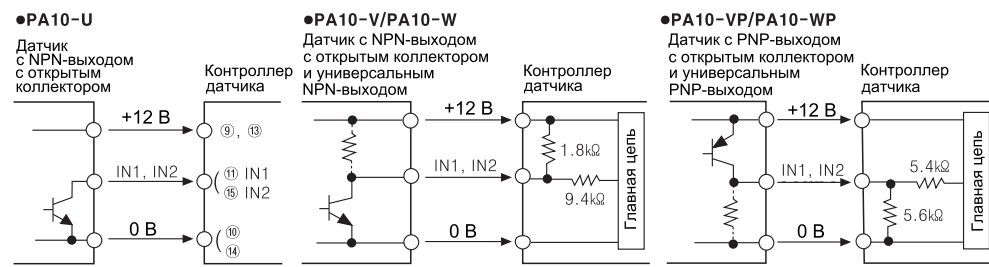 ●PA10-U
Датчик
с NPN-выходом
с открытым
коллектором
Контроллер
датчика
+12 В
⑨, ⑬
IN1, IN2
⑪ IN1
⑮ IN2
0 В
⑩
⑭
●PA10-V/PA10-W
Датчик с NPN-выходом
с открытым коллектором
и универсальным
NPN-выходом
Контроллер
датчика
+12 В
1.8kΩ
IN1, IN2
9.4kΩ
0 В
Главная цепь
●PA10-VP/PA10-WP
Датчик с PNP-выходом
с открытым коллектором
и универсальным
PNP-выходом
Контроллер
датчика
+12 В
IN1, IN2
5.4kΩ
5.6kΩ
0 В
Главная цепь